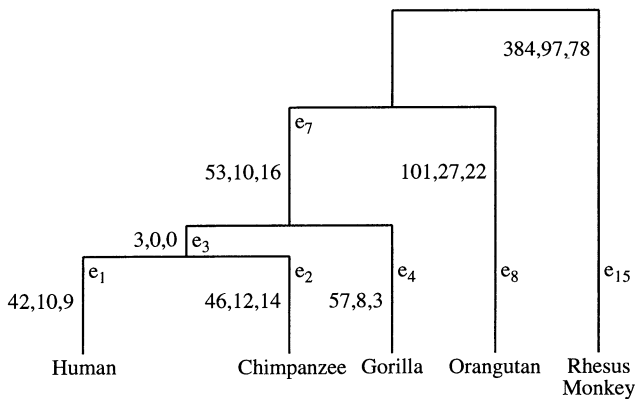 384,97,78
e7
53,10,16
101,27,22
3,0,0
e3
e1
e2
e4
e8
e15
42,10,9
46,12,14
57,8,3
Human
Chimpanzee
Gorilla
Orangutan
Rhesus
Monkey